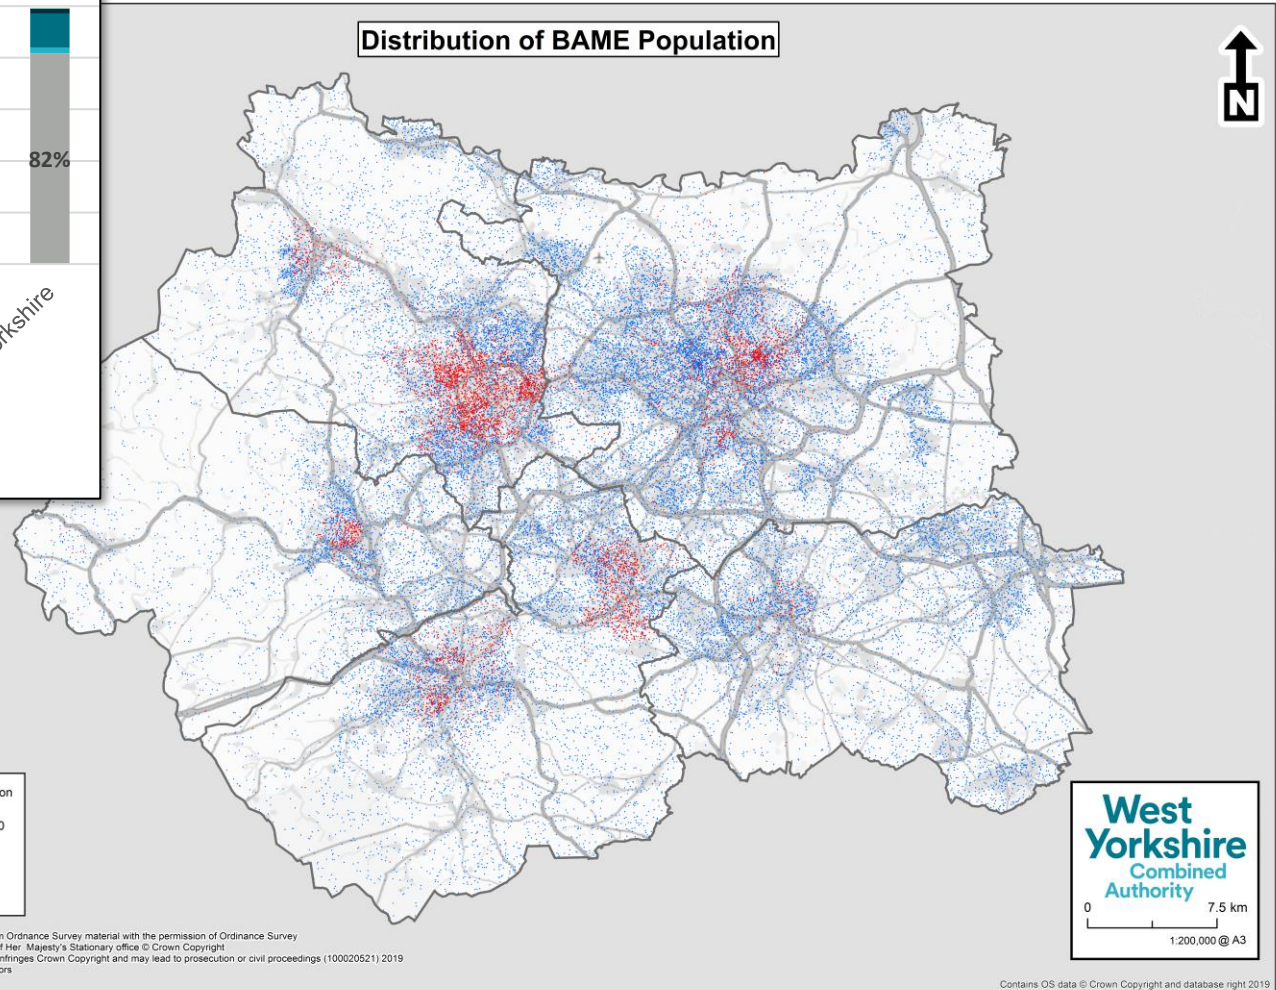 Distribution of BAME Population
N
82%
rkshire
on
0
West
Yorkshire
Combined
Authority
0 7.5 km
1:200,000 @ A3
n Ordnance Survey material with the permission of Ordinance Survey
f Her Majesty's Stationary office © Crown Copyright
nfringes Crown Copyright and may lead to prosecution or civil proceedings (100020521) 2019
ors
Contains OS data © Crown Copyright and database right 2019